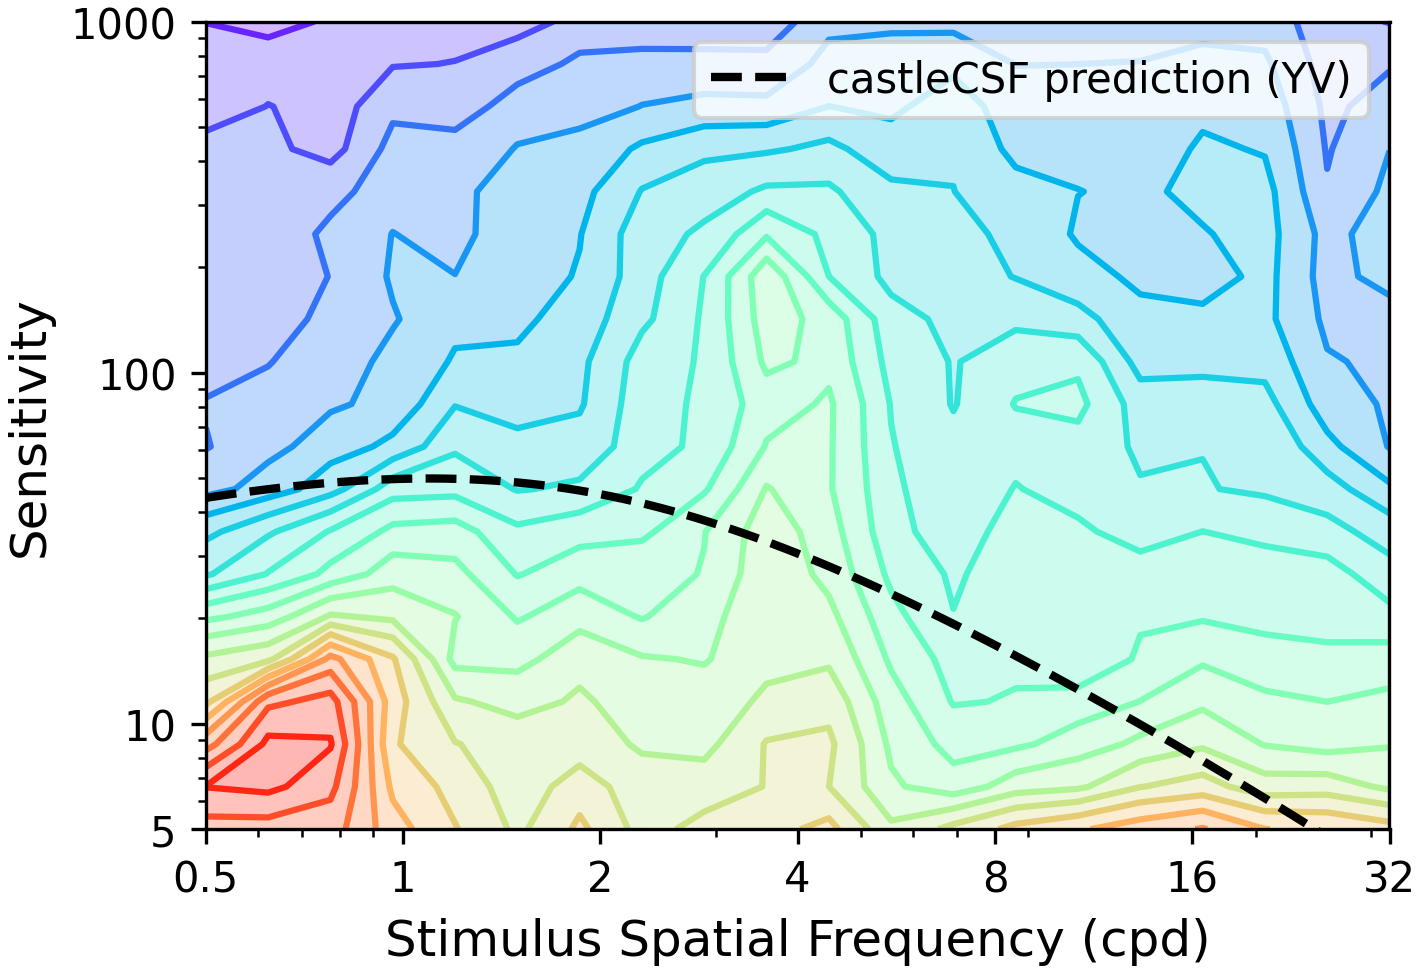 1000
castleCSF prediction (YV)
Sensitivity
100
10
5
0.5 1 2 4 8 16 32
Stimulus Spatial Frequency (cpd)